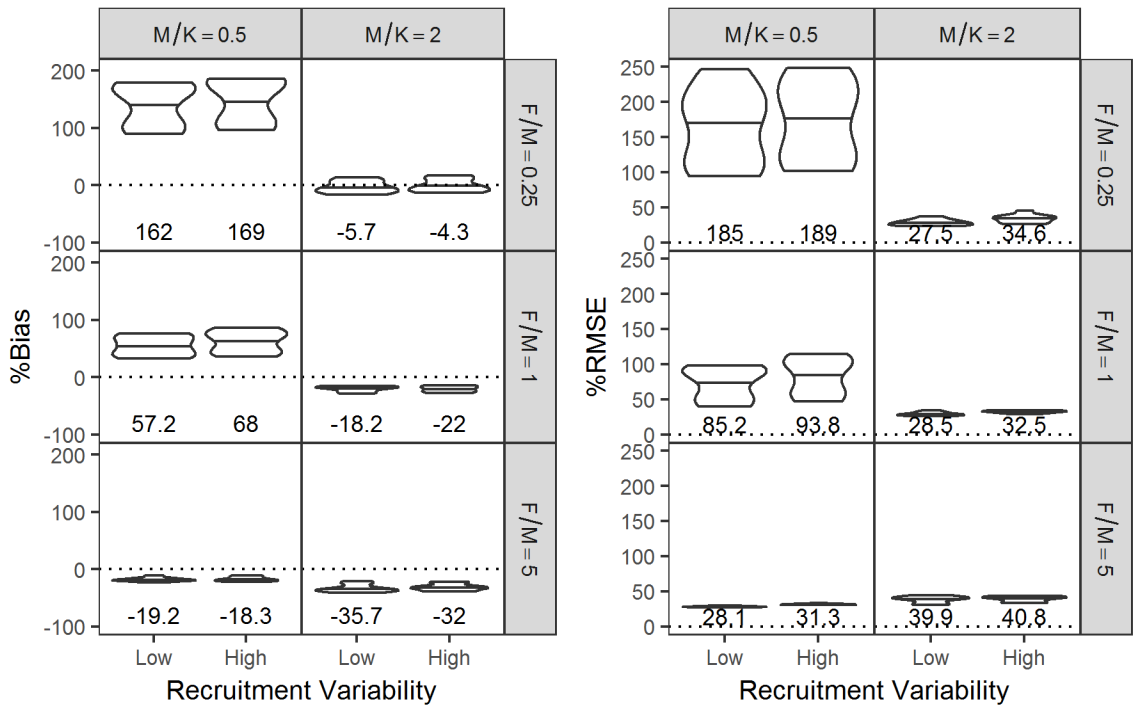 M/K = 0.5
M/K = 2
200
100
0
-100
162
169
-5.7
-4.3
F/M = 0.25
200
100
0
-100
57.2
68
-18.2
-22
F/M = 1
200
100
0
-100
-19.2
-18.3
-35.7
-32
F/M = 5
%Bias
Low
High
Low
High
Recruitment Variability
M/K = 0.5
M/K = 2
250
200
150
100
50
0
185
189
27.5
34.6
F/M = 0.25
250
200
150
100
50
0
85.2
93.8
28.5
32.5
F/M = 1
250
200
150
100
50
0
28.1
31.3
39.9
40.8
F/M = 5
%RMSE
Low
High
Low
High
Recruitment Variability